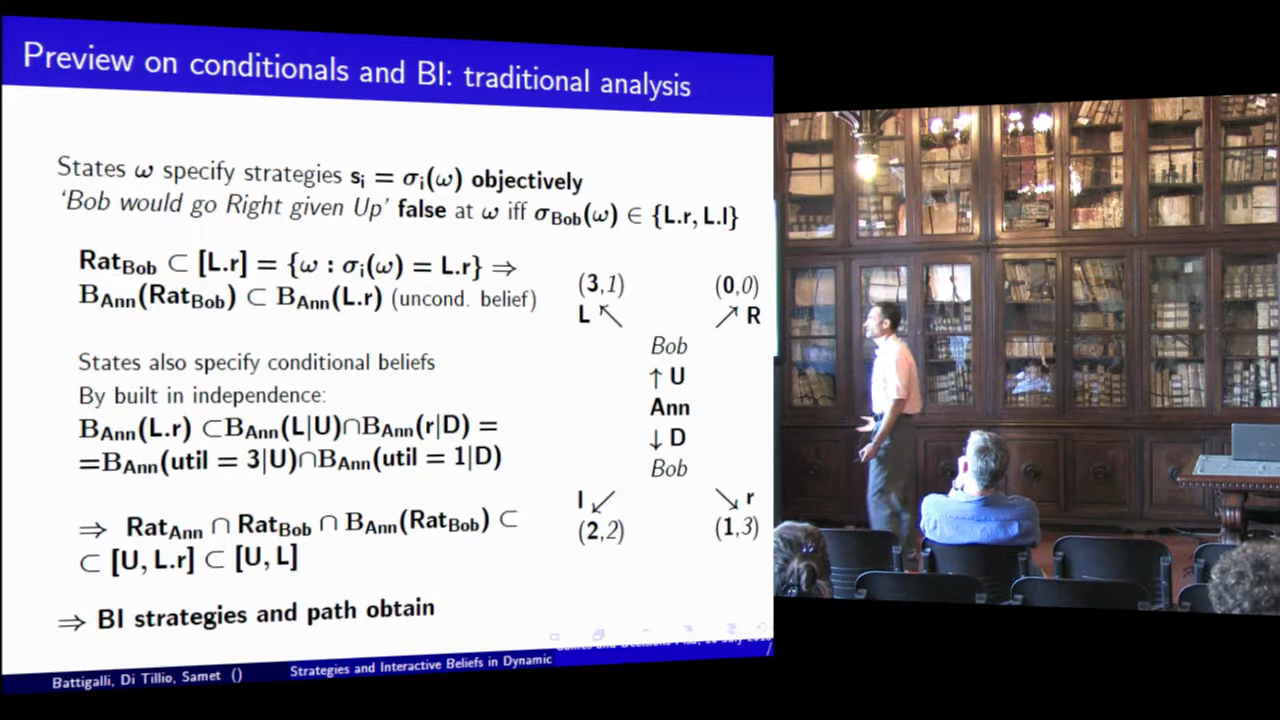 Preview on conditionals and BI: traditional analysis
States ω specify strategies sᵢ = σᵢ(ω) objectively
'Bob would go Right given Up' false at ω iff σ_Bob(ω) ∈ {L.r, L.l}
Rat_Bob ⊂ [L.r] = {ω : σᵢ(ω) = L.r} ⇒
B_Ann(Rat_Bob) ⊂ B_Ann(L.r) (uncond. belief)
States also specify conditional beliefs
By built in independence:
B_Ann(L.r) ⊂B_Ann(L|U)∩B_Ann(r|D) =
=B_Ann(util = 3|U)∩B_Ann(util = 1|D)
⇒ Rat_Ann ∩ Rat_Bob ∩ B_Ann(Rat_Bob) ⊂
⊂ [U, L.r] ⊂ [U, L]
⇒ BI strategies and path obtain
(3,1) (0,0)
L ↖ ↗ R
Bob
↑ U
Ann
↓ D
Bob
l ↙ ↘ r
(2,2) (1,3)
Battigalli, Di Tillio, Samet () Strategies and Interactive Beliefs in Dynamic